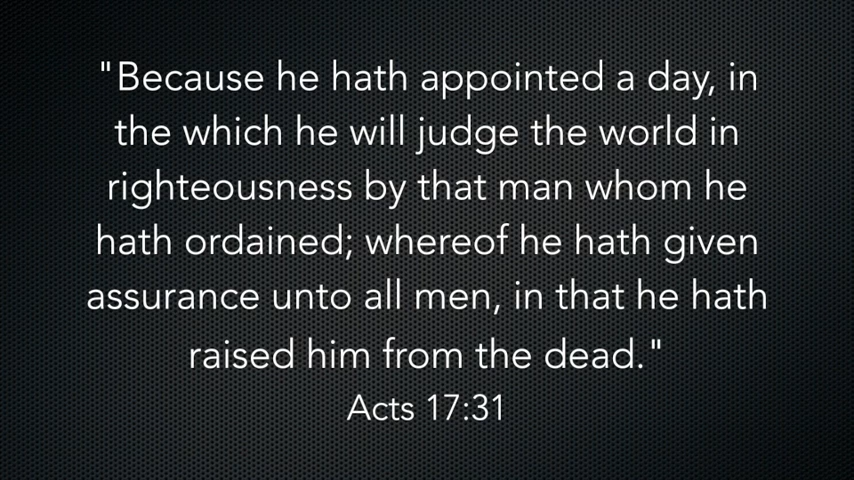 "Because he hath appointed a day, in
the which he will judge the world in
righteousness by that man whom he
hath ordained; whereof he hath given
assurance unto all men, in that he hath
raised him from the dead."
Acts 17:31